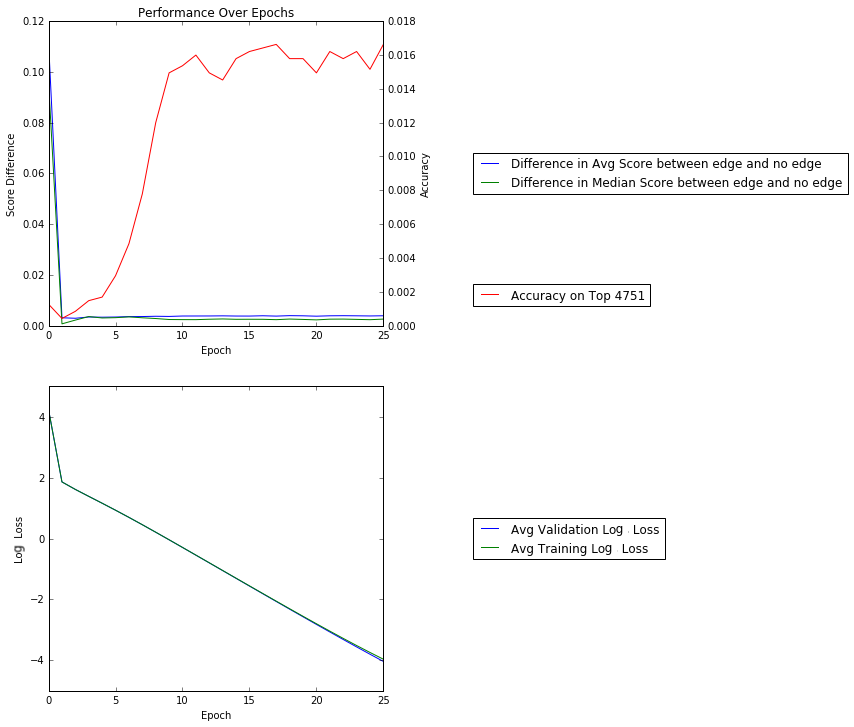 Performance Over Epochs
0.12
0.10
0.08
0.06
0.04
0.02
0.00
Score Difference
0.018
0.016
0.014
0.012
0.010
0.008
0.006
0.004
0.002
0.000
Accuracy
0 5 10 15 20 25
Epoch
Difference in Avg Score between edge and no edge
Difference in Median Score between edge and no edge
Accuracy on Top 4751
4
2
0
−2
−4
Log Loss
0 5 10 15 20 25
Epoch
Avg Validation Log Loss
Avg Training Log Loss